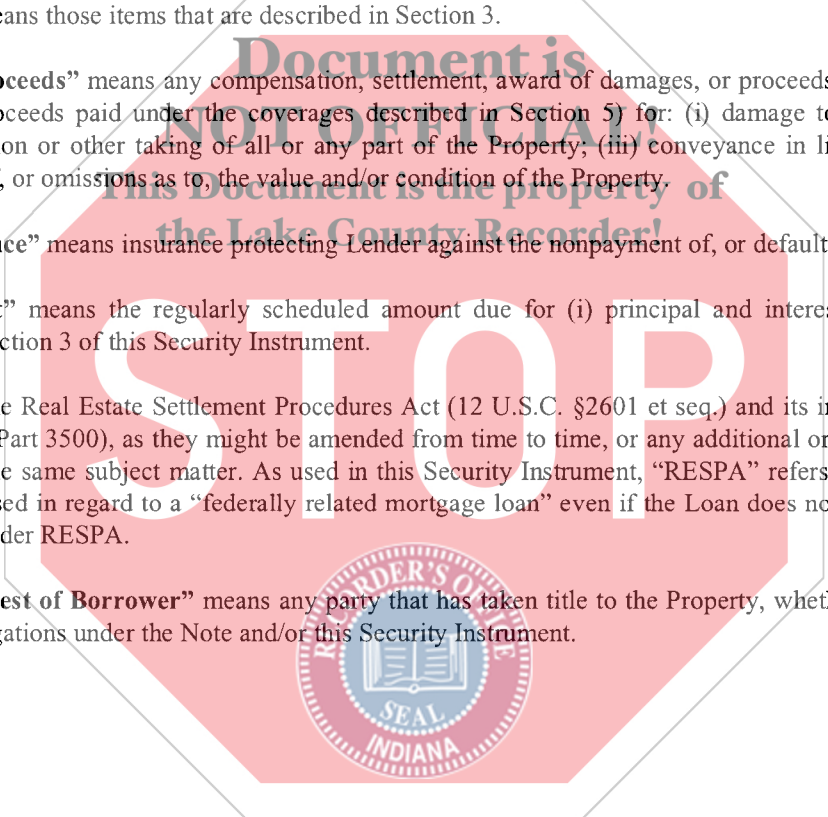 eans those items that are described in Section 3.
Document is
oceeds” means any compensation, settlement, award of damages, or proceeds
NOT OFFICIAL!
oceeds paid under the coverages described in Section 5) for: (i) damage to
on or other taking of all or any part of the Property; (iii) conveyance in li
, or omissions as to, the value and/or condition of the Property.
This Document is the property of
the Lake County Recorder!
ce” means insurance protecting Lender against the nonpayment of, or default
” means the regularly scheduled amount due for (i) principal and interes
ction 3 of this Security Instrument.
STOP
e Real Estate Settlement Procedures Act (12 U.S.C. §2601 et seq.) and its i
Part 3500), as they might be amended from time to time, or any additional or
e same subject matter. As used in this Security Instrument, “RESPA” refers
sed in regard to a “federally related mortgage loan” even if the Loan does no
der RESPA.
est of Borrower” means any party that has taken title to the Property, wheth
gations under the Note and/or this Security Instrument.
RECORDER'S OFFICE
SEAL
INDIANA